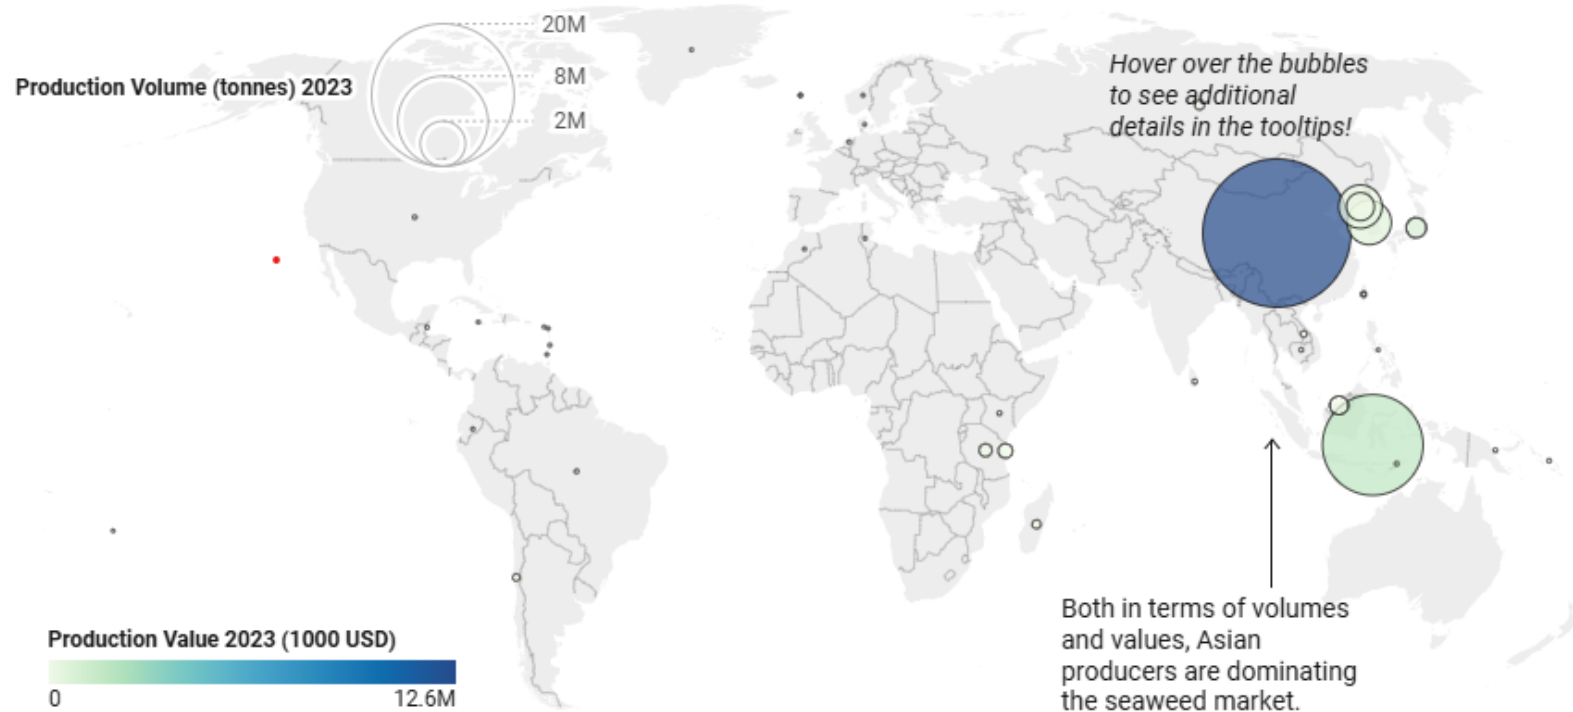 20M
Production Volume (tonnes) 2023
8M
2M
Hover over the bubbles
to see additional
details in the tooltips!
Both in terms of volumes
and values, Asian
producers are dominating
the seaweed market.
Production Value 2023 (1000 USD)
0
12.6M